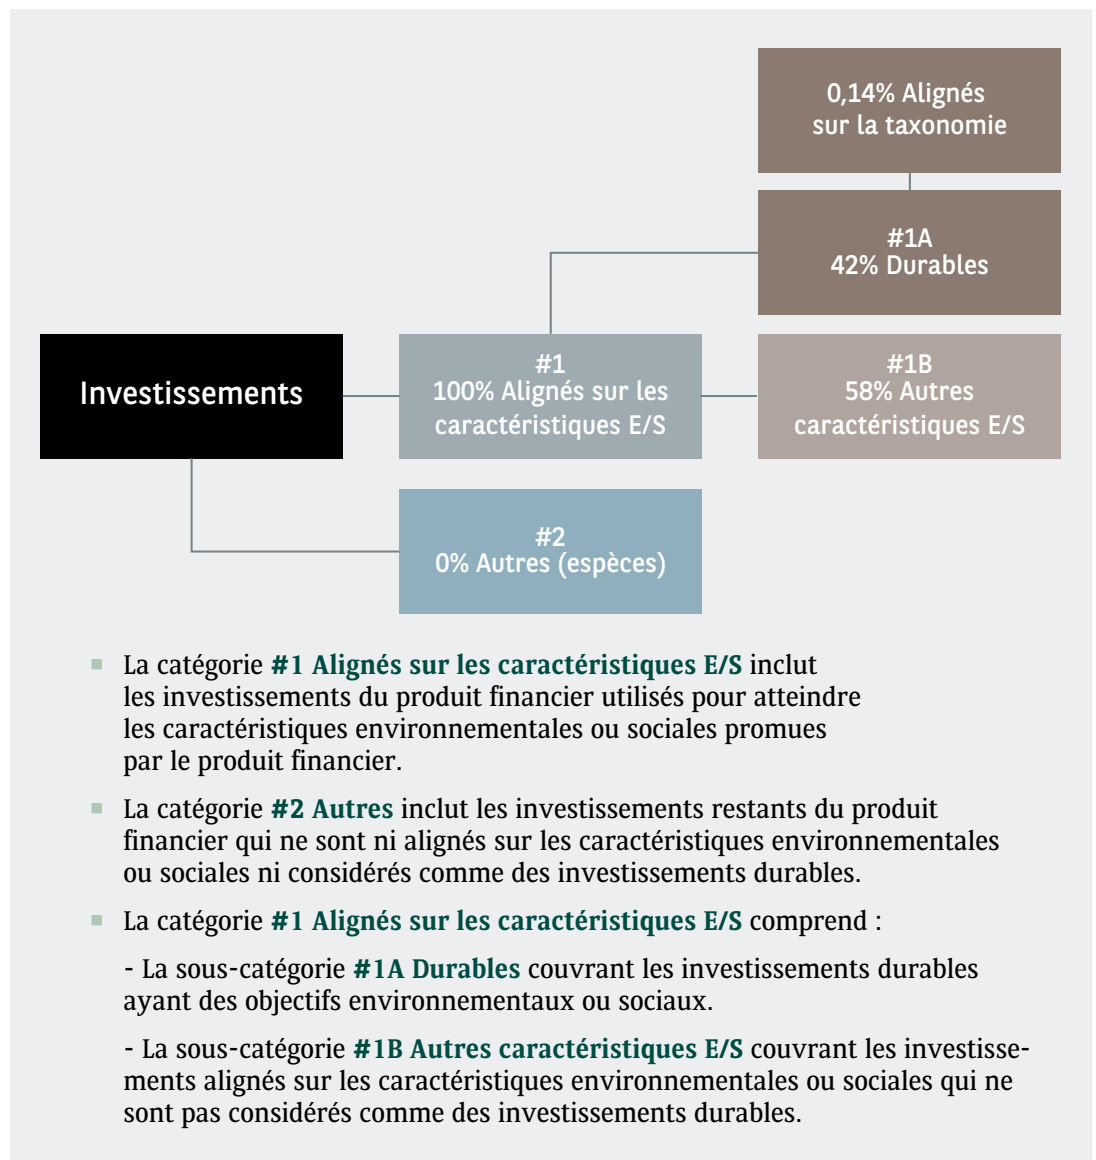 0,14% Alignés
sur la taxonomie
#1A
42% Durables
Investissements
#1
100% Alignés sur les
caractéristiques E/S
#1B
58% Autres
caractéristiques E/S
#2
0% Autres (espèces)
La catégorie #1 Alignés sur les caractéristiques E/S inclut
les investissements du produit financier utilisés pour atteindre
les caractéristiques environnementales ou sociales promues
par le produit financier.
La catégorie #2 Autres inclut les investissements restants du produit
financier qui ne sont ni alignés sur les caractéristiques environnementales
ou sociales ni considérés comme des investissements durables.
La catégorie #1 Alignés sur les caractéristiques E/S comprend :
- La sous-catégorie #1A Durables couvrant les investissements durables
ayant des objectifs environnementaux ou sociaux.
- La sous-catégorie #1B Autres caractéristiques E/S couvrant les investisse-
ments alignés sur les caractéristiques environnementales ou sociales qui ne
sont pas considérés comme des investissements durables.